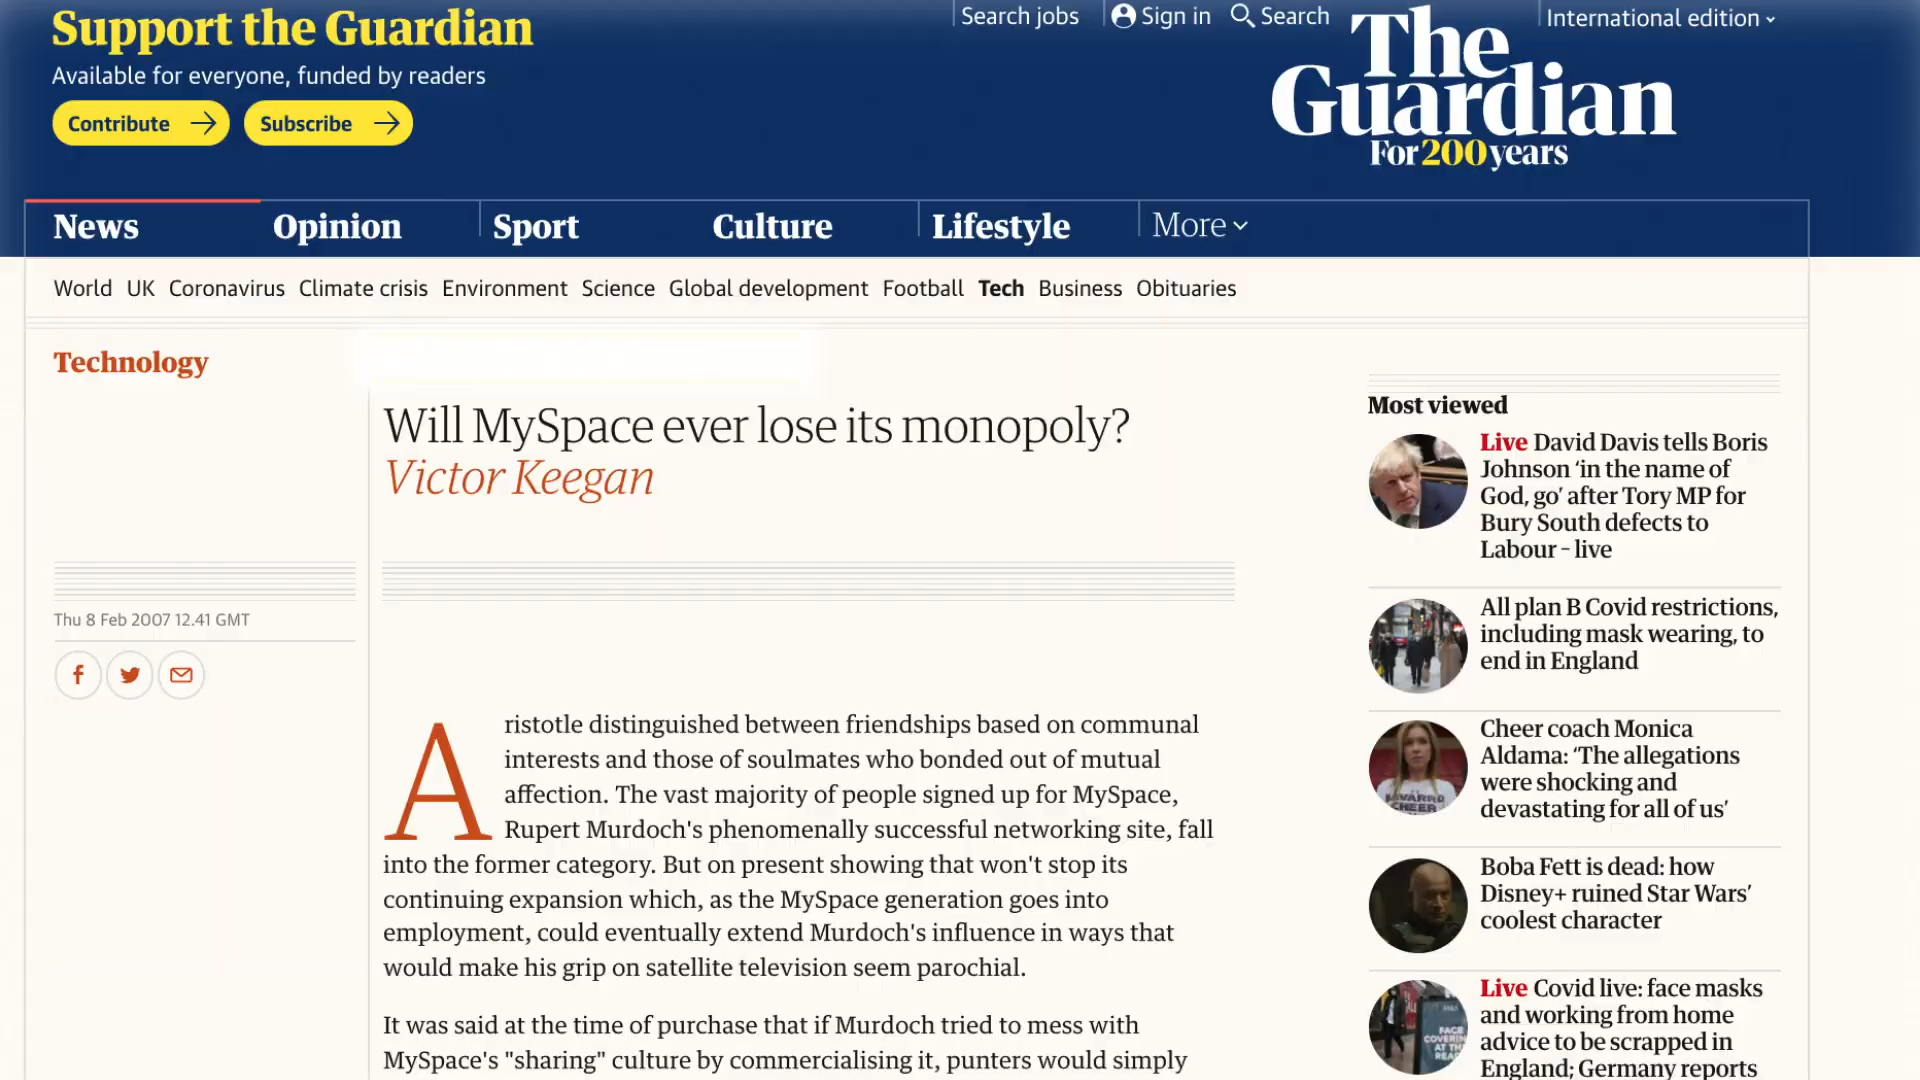 Support the Guardian
Available for everyone, funded by readers
Contribute
Subscribe
Search jobs
Sign in
Search
International edition
The
Guardian
For 200 years
News
Opinion
Sport
Culture
Lifestyle
More
World UK Coronavirus Climate crisis Environment Science Global development Football Tech Business Obituaries
Technology
Will MySpace ever lose its monopoly?
Victor Keegan
Thu 8 Feb 2007 12.41 GMT
Aristotle distinguished between friendships based on communal
interests and those of soulmates who bonded out of mutual
affection. The vast majority of people signed up for MySpace,
Rupert Murdoch's phenomenally successful networking site, fall
into the former category. But on present showing that won't stop its
continuing expansion which, as the MySpace generation goes into
employment, could eventually extend Murdoch's influence in ways that
would make his grip on satellite television seem parochial.
It was said at the time of purchase that if Murdoch tried to mess with
MySpace's "sharing" culture by commercialising it, punters would simply
Most viewed
Live David Davis tells Boris
Johnson ‘in the name of
God, go’ after Tory MP for
Bury South defects to
Labour – live
All plan B Covid restrictions,
including mask wearing, to
end in England
Cheer coach Monica
Aldama: ‘The allegations
were shocking and
devastating for all of us’
Boba Fett is dead: how
Disney+ ruined Star Wars’
coolest character
Live Covid live: face masks
and working from home
advice to be scrapped in
England; Germany reports